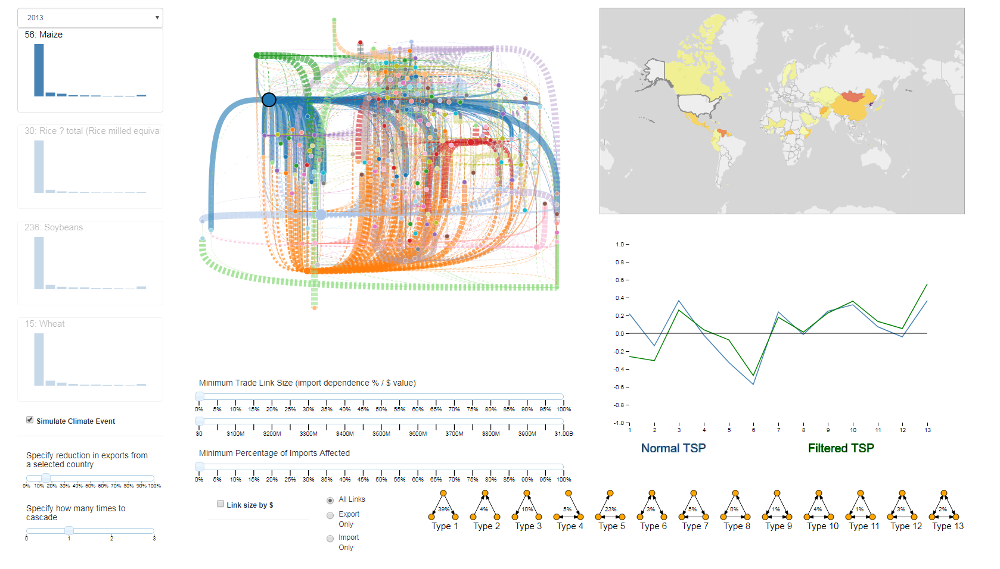 2013
56: Maize
30: Rice ? total (Rice milled equival
236: Soybeans
15: Wheat
Simulate Climate Event
Specify reduction in exports from
a selected country
0% 10% 20% 30% 40% 50% 60% 70% 80% 90% 100%
Specify how many times to
cascade
0 1 2 3
Minimum Trade Link Size (import dependence % / $ value)
0% 5% 10% 15% 20% 25% 30% 35% 40% 45% 50% 55% 60% 65% 70% 75% 80% 85% 90% 95% 100%
$0 $100M $200M $300M $400M $500M $600M $700M $800M $900M $1.00B
Minimum Percentage of Imports Affected
0% 5% 10% 15% 20% 25% 30% 35% 40% 45% 50% 55% 60% 65% 70% 75% 80% 85% 90% 95% 100%
Link size by $
All Links
Export
Only
Import
Only
1.0
0.8
0.6
0.4
0.2
0.0
-0.2
-0.4
-0.6
-0.8
-1.0
1 2 3 4 5 6 7 8 9 10 11 12 13
Normal TSP Filtered TSP
39% 4% 10% 5% 23% 3% 5% 0% 1% 4% 1% 3% 2%
Type 1 Type 2 Type 3 Type 4 Type 5 Type 6 Type 7 Type 8 Type 9 Type 10 Type 11 Type 12 Type 13